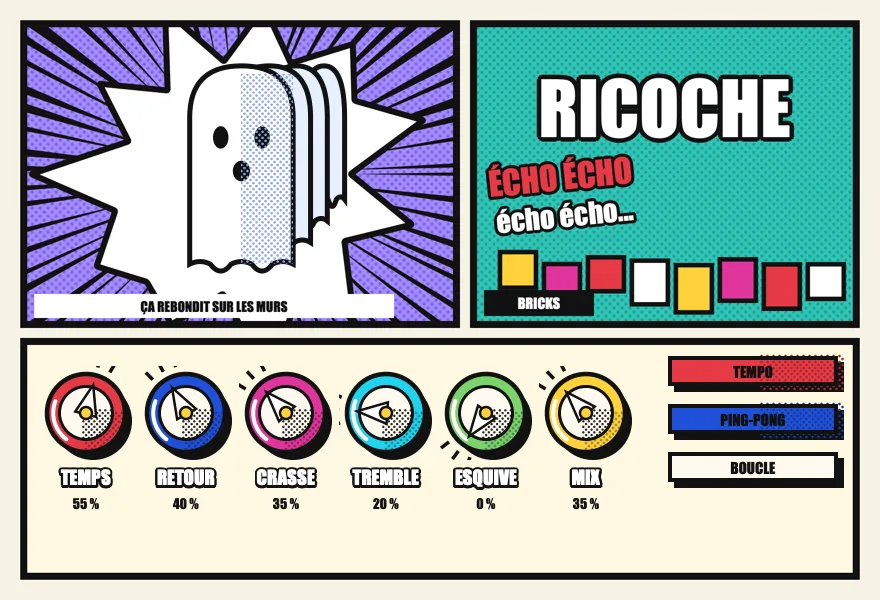 ÇA REBONDIT SUR LES MURS
RICOCHE
ÉCHO ÉCHO
écho écho...
BRICKS
TEMPS
RETOUR
CRASSE
TREMBLE
ESQUIVE
MIX
55 %
40 %
35 %
20 %
0 %
35 %
TEMPO
PING-PONG
BOUCLE